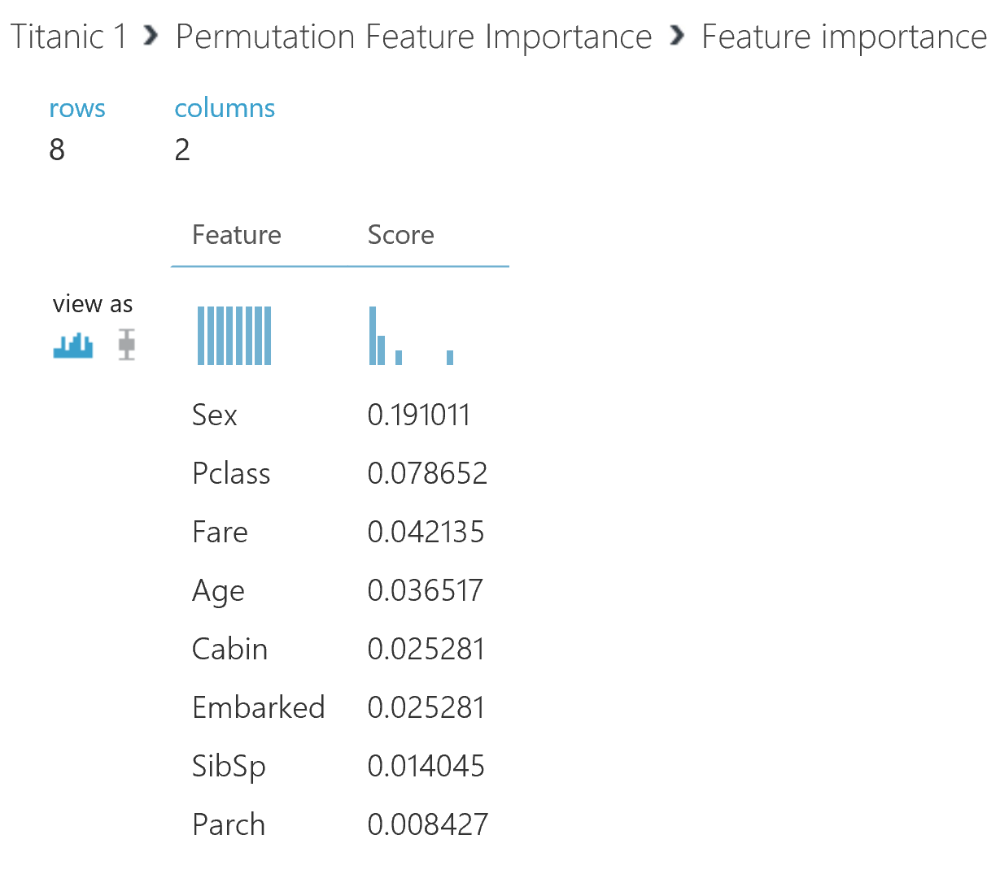 Titanic 1 › Permutation Feature Importance › Feature importance
rows columns
8 2
Feature Score
view as
Sex 0.191011
Pclass 0.078652
Fare 0.042135
Age 0.036517
Cabin 0.025281
Embarked 0.025281
SibSp 0.014045
Parch 0.008427